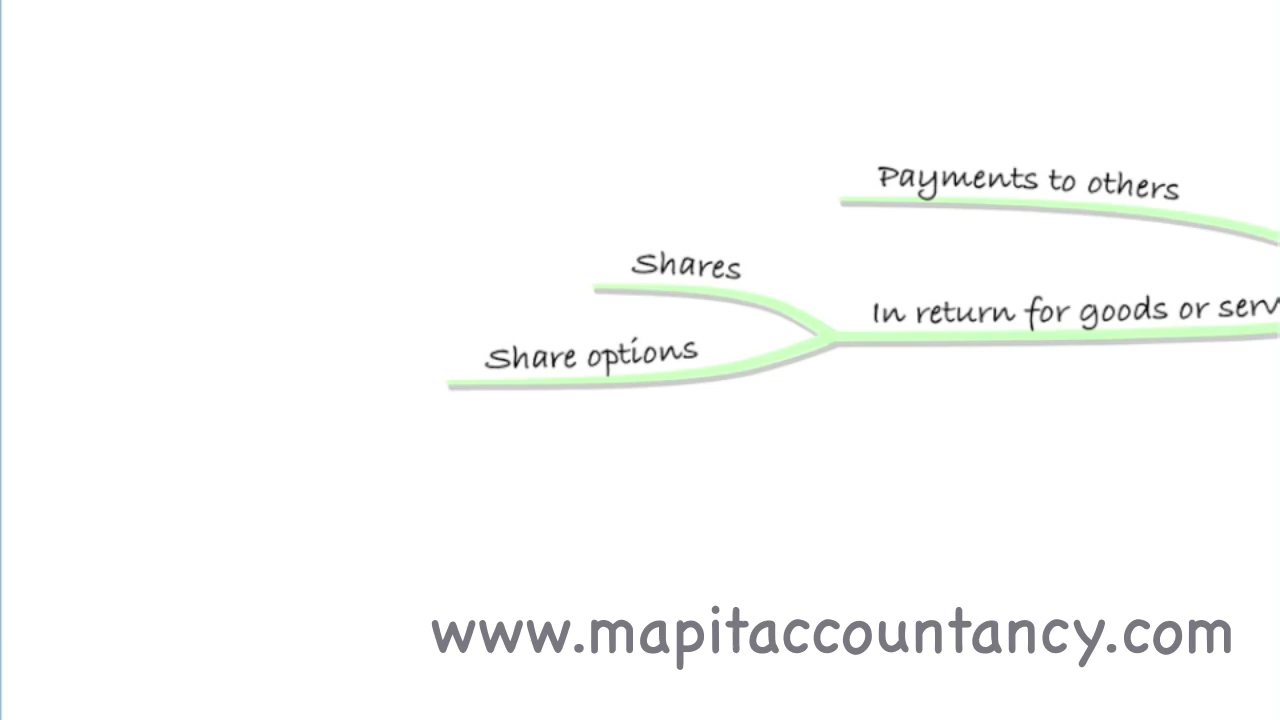 Payments to others
Shares
In return for goods or serv
Share options
www.mapitaccountancy.com